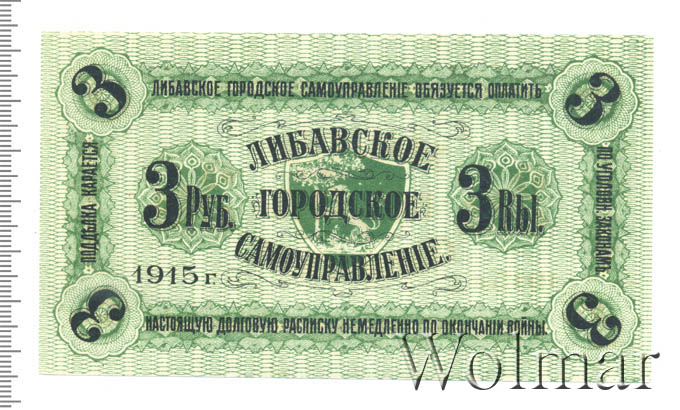 3
3
ЛИБАВСКОЕ ГОРОДСКОЕ САМОУПРАВЛЕНІЕ ОБЯЗУЕТСЯ ОПЛАТИТЬ
ПОДДѢЛКА КАРАЕТСЯ
ПО УГОЛОВН. ЗАКОНАМЪ
ЛИБАВСКОЕ
3 РУБ.
ГОРОДСКОЕ
3 Rbl.
САМОУПРАВЛЕНІЕ.
1915 г
3
3
НАСТОЯЩУЮ ДОЛГОВУЮ РАСПИСКУ НЕМЕДЛЕННО ПО ОКОНЧАНІИ ВОЙНЫ.
Wolmar